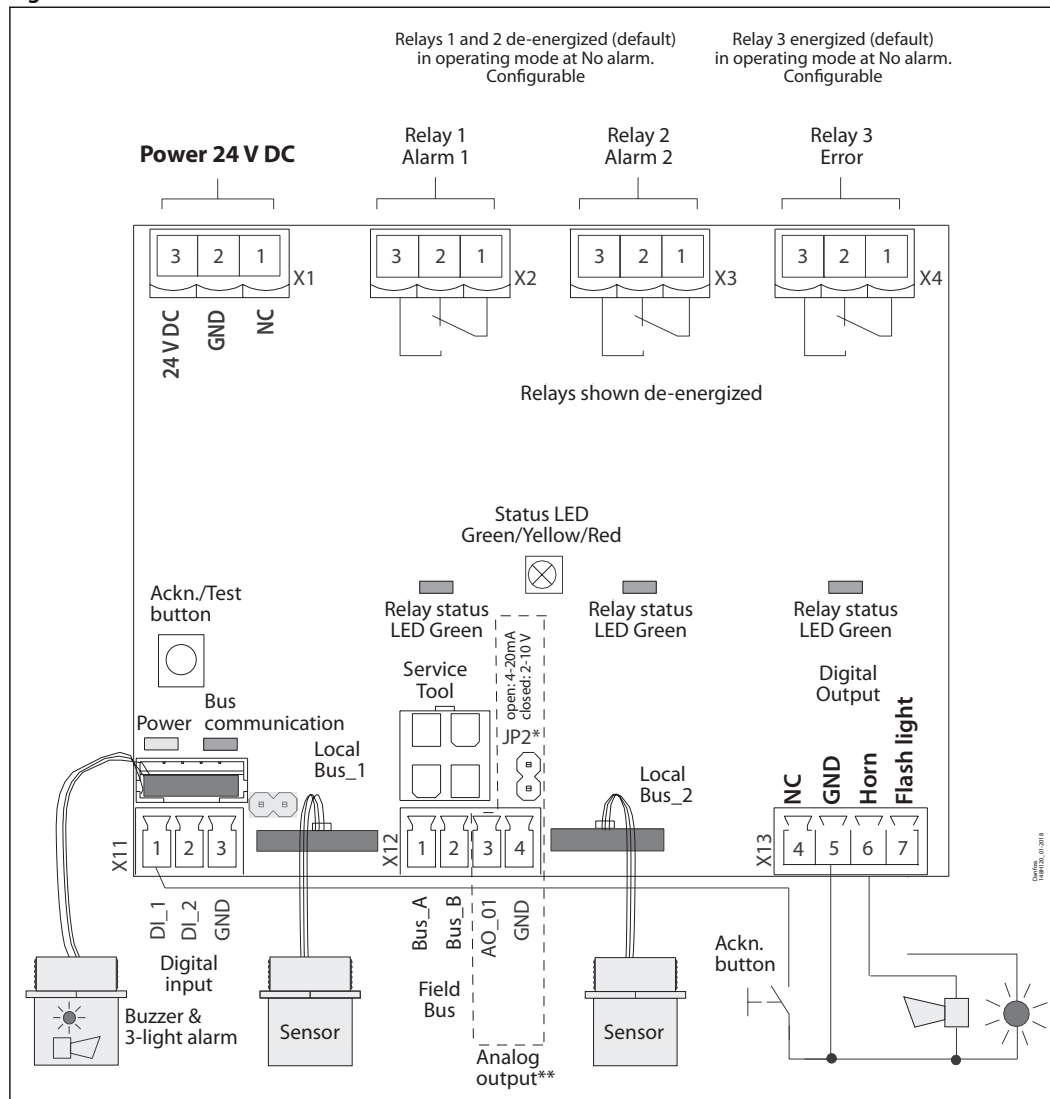 Relays 1 and 2 de-energized (default)
in operating mode at No alarm.
Configurable
Relay 3 energized (default)
in operating mode at No alarm.
Configurable
Power 24 V DC
Relay 1
Alarm 1
Relay 2
Alarm 2
Relay 3
Error
3 2 1
X1
3 2 1
X2
3 2 1
X3
3 2 1
X4
24 V DC
GND
NC
Relays shown de-energized
Status LED
Green/Yellow/Red
Ackn./Test
button
Relay status
LED Green
Relay status
LED Green
Relay status
LED Green
Service
Tool
open: 4-20mA
closed: 2-10 V
JP2*
Digital
Output
Power
Bus
communication
Local
Bus_1
Local
Bus_2
NC
GND
Horn
Flash light
X11
1 2 3
X12
1 2 3 4
X13
4 5 6 7
DI_1
DI_2
GND
Bus_A
Bus_B
AO_01
GND
Digital
input
Field
Bus
Ackn.
button
Buzzer &
3-light alarm
Sensor
Sensor
Analog
output**
Danfoss